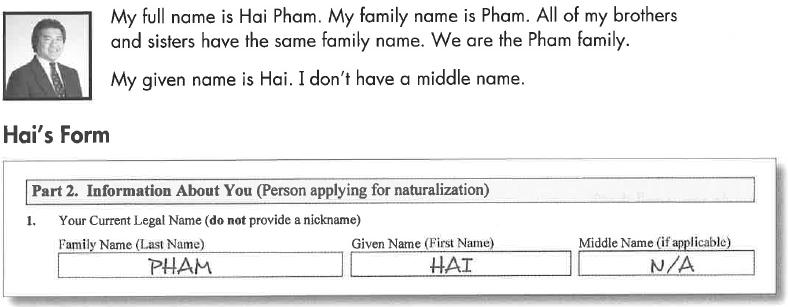 My full name is Hai Pham. My family name is Pham. All of my brothers
and sisters have the same family name. We are the Pham family.
My given name is Hai. I don't have a middle name.
Hai's Form
Part 2. Information About You (Person applying for naturalization)
1. Your Current Legal Name (do not provide a nickname)
Family Name (Last Name) Given Name (First Name) Middle Name (if applicable)
PHAM HAI N/A